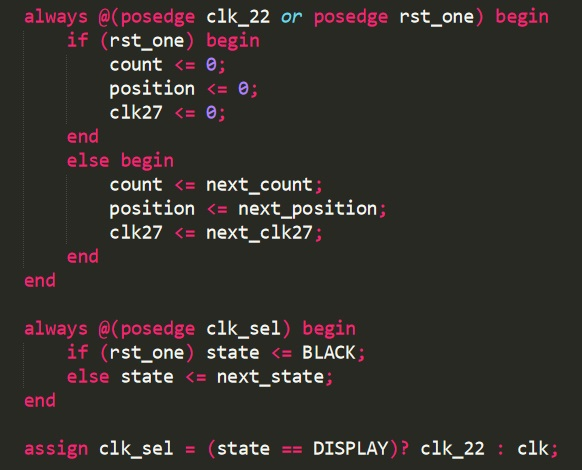 always @(posedge clk_22 or posedge rst_one) begin
    if (rst_one) begin
        count <= 0;
        position <= 0;
        clk27 <= 0;
    end
    else begin
        count <= next_count;
        position <= next_position;
        clk27 <= next_clk27;
    end
end

always @(posedge clk_sel) begin
    if (rst_one) state <= BLACK;
    else state <= next_state;
end

assign clk_sel = (state == DISPLAY)? clk_22 : clk;